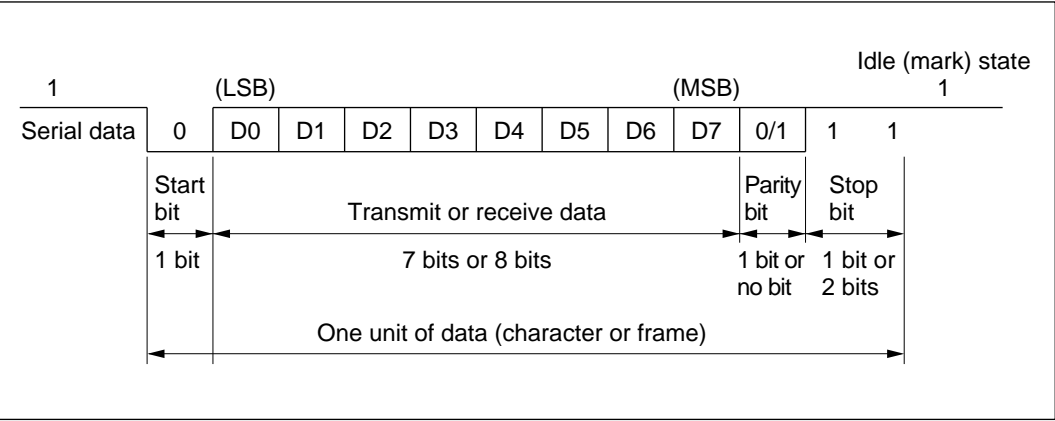 Idle (mark) state
1 (LSB) (MSB) 1
Serial data 0 D0 D1 D2 D3 D4 D5 D6 D7 0/1 1 1
Start bit
Transmit or receive data
Parity bit
Stop bit
1 bit
7 bits or 8 bits
1 bit or no bit
1 bit or 2 bits
One unit of data (character or frame)